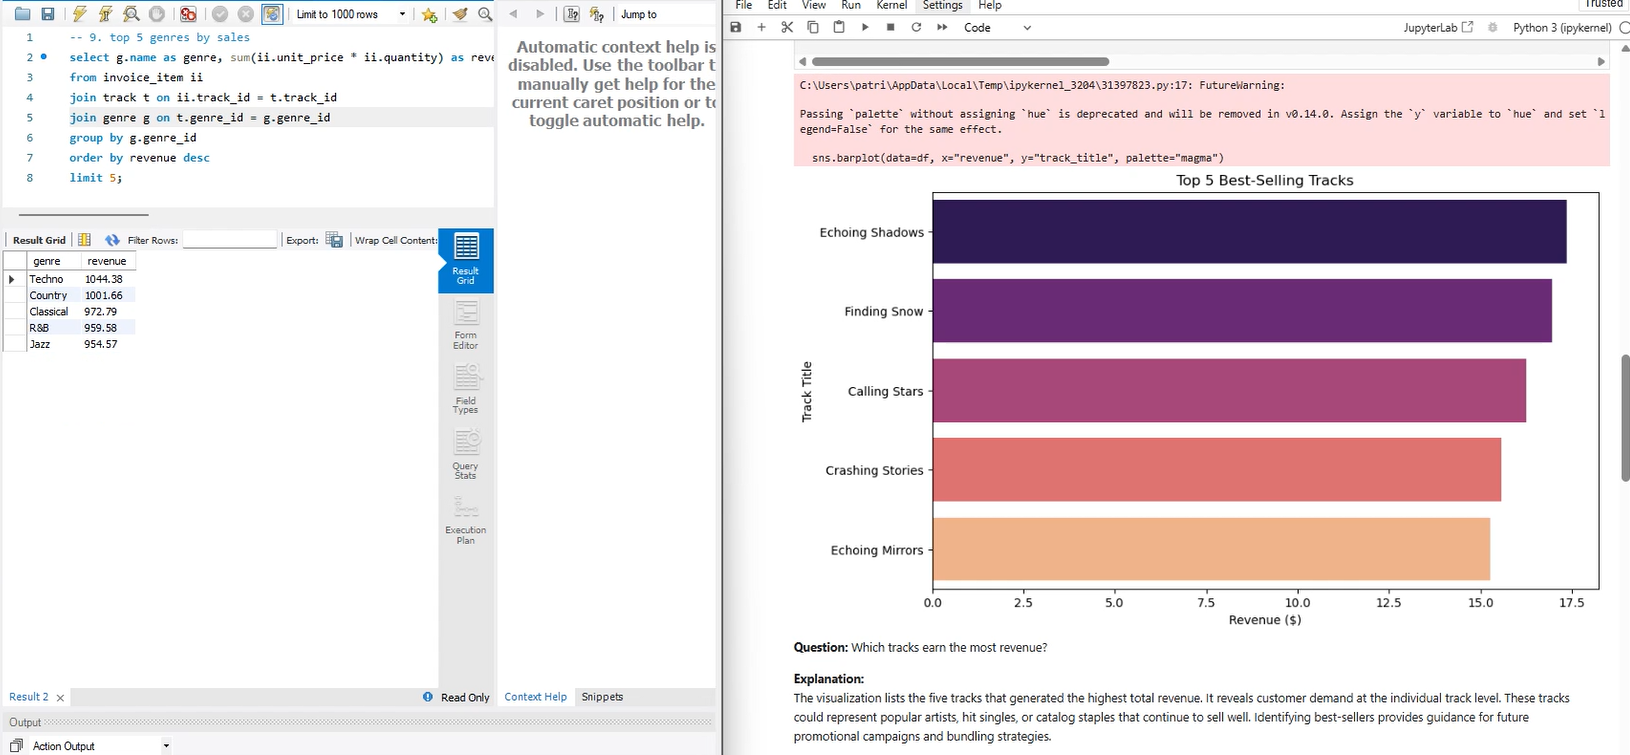 Limit to 1000 rows
Jump to
1 -- 9. top 5 genres by sales
2 select g.name as genre, sum(ii.unit_price * ii.quantity) as reve
3 from invoice_item ii
4 join track t on ii.track_id = t.track_id
5 join genre g on t.genre_id = g.genre_id
6 group by g.genre_id
7 order by revenue desc
8 limit 5;
Automatic context help is
disabled. Use the toolbar t
manually get help for the
current caret position or to
toggle automatic help.
Result Grid
Filter Rows:
Export:
Wrap Cell Content:
genre revenue
Techno 1044.38
Country 1001.66
Classical 972.79
R&B 959.58
Jazz 954.57
Result
Grid
Form
Editor
Field
Types
Query
Stats
Execution
Plan
Result 2
Read Only
Context Help
Snippets
Output
Action Output
File Edit View Run Kernel Settings Help
Trusted
Code
JupyterLab
Python 3 (ipykernel)
C:\Users\patri\AppData\Local\Temp\ipykernel_3204\31397823.py:17: FutureWarning:
Passing `palette` without assigning `hue` is deprecated and will be removed in v0.14.0. Assign the `y` variable to `hue` and set `l
egend=False` for the same effect.
sns.barplot(data=df, x="revenue", y="track_title", palette="magma")
Top 5 Best-Selling Tracks
Track Title
Echoing Shadows
Finding Snow
Calling Stars
Crashing Stories
Echoing Mirrors
0.0 2.5 5.0 7.5 10.0 12.5 15.0 17.5
Revenue ($)
Question: Which tracks earn the most revenue?
Explanation:
The visualization lists the five tracks that generated the highest total revenue. It reveals customer demand at the individual track level. These tracks
could represent popular artists, hit singles, or catalog staples that continue to sell well. Identifying best-sellers provides guidance for future
promotional campaigns and bundling strategies.